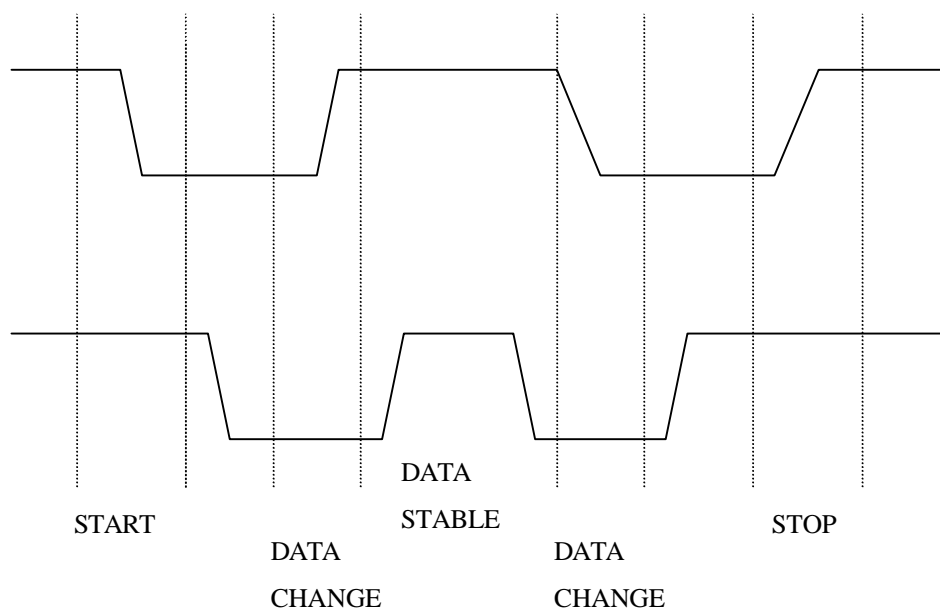 START
DATA
CHANGE
DATA
STABLE
DATA
CHANGE
STOP